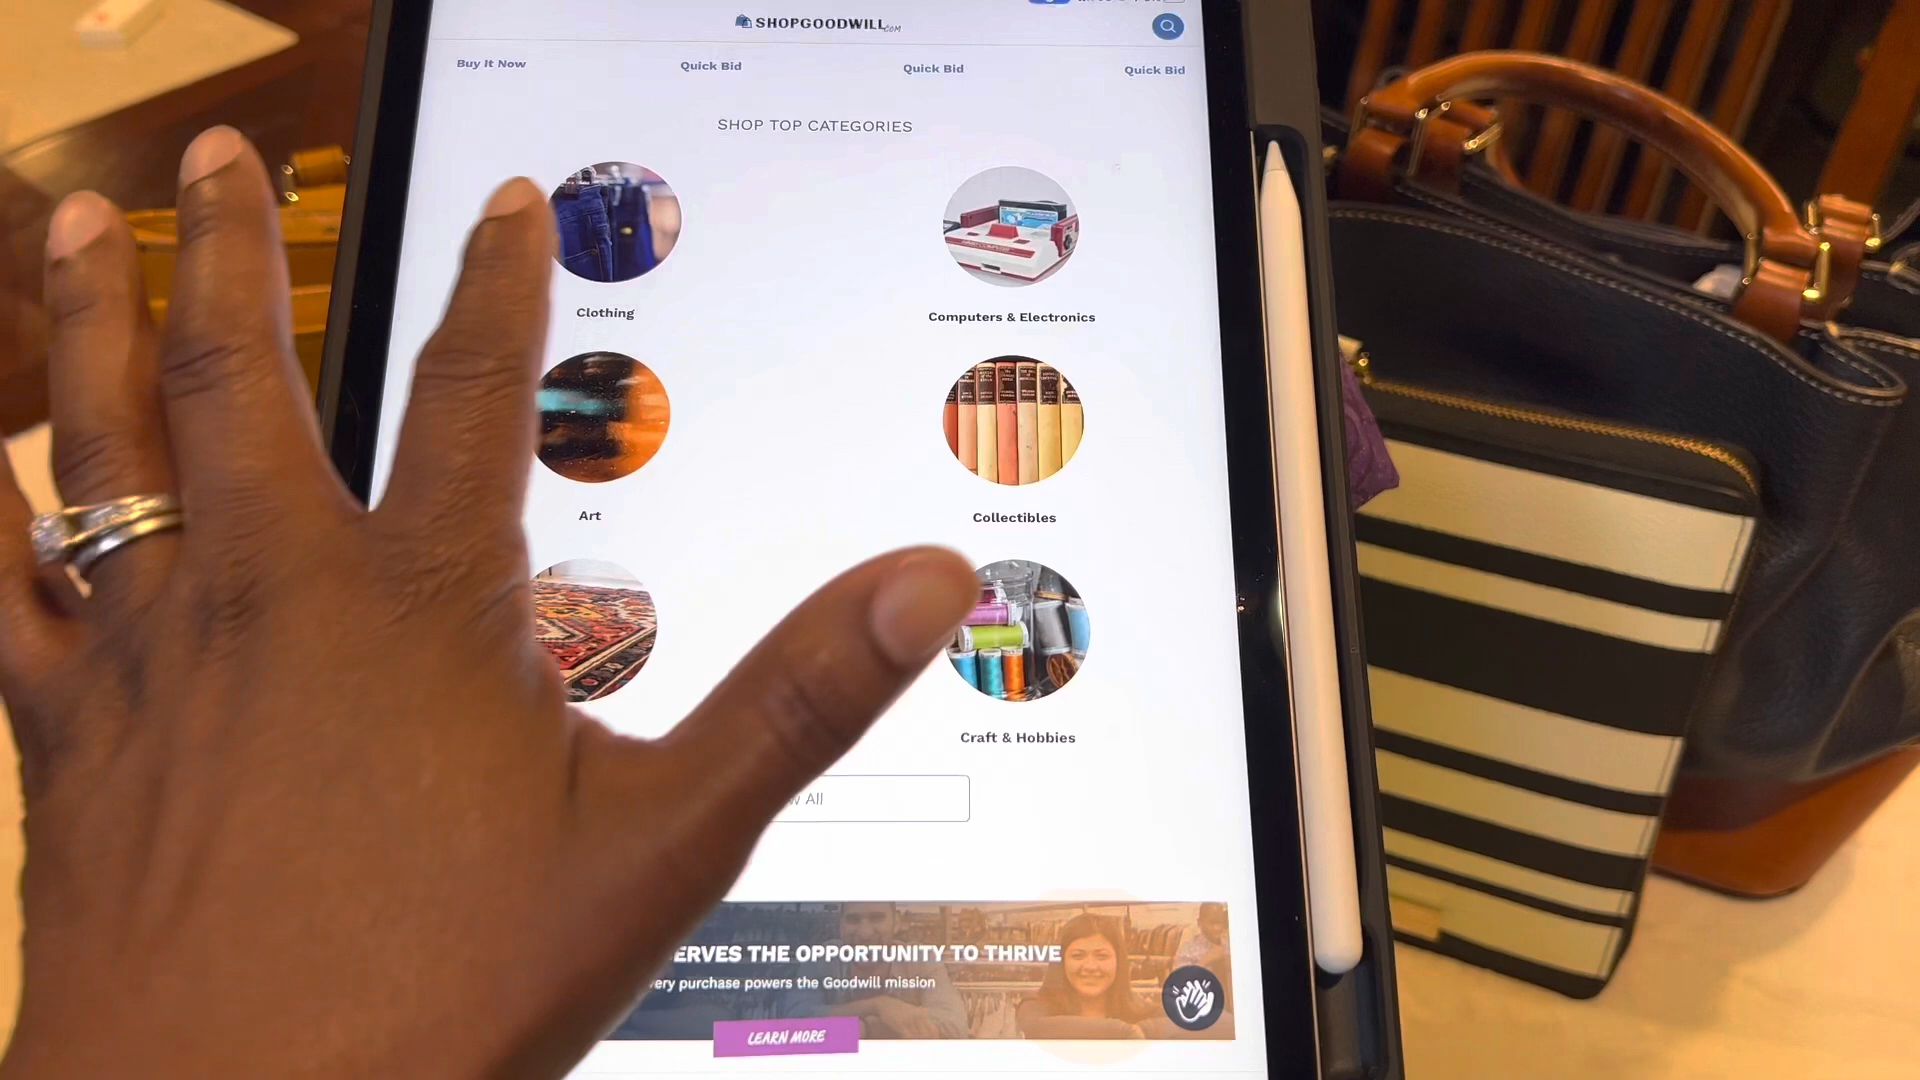 SHOPGOODWILL.COM
Buy It Now Quick Bid Quick Bid Quick Bid
SHOP TOP CATEGORIES
Clothing Computers & Electronics
Art Collectibles
Craft & Hobbies
All
ERVES THE OPPORTUNITY TO THRIVE
ery purchase powers the Goodwill mission
LEARN MORE